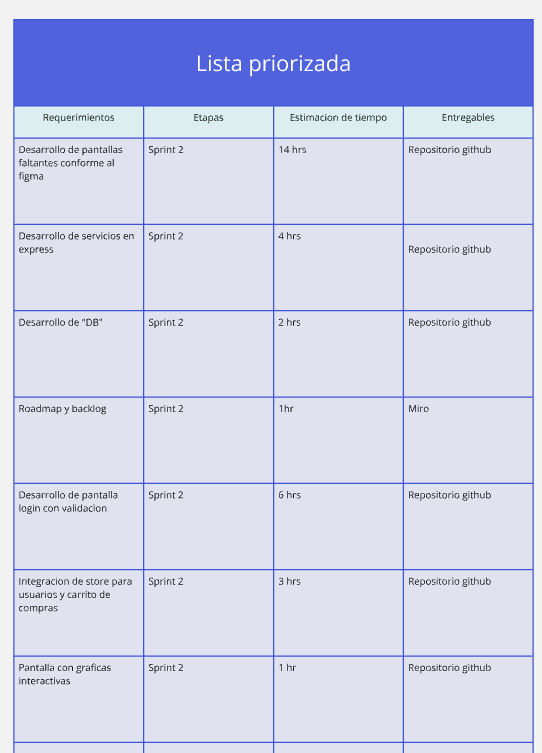 Lista priorizada
Requerimientos Etapas Estimacion de tiempo Entregables
Desarrollo de pantallas Sprint 2 14 hrs Repositorio github
faltantes conforme al
figma
Desarrollo de servicios en Sprint 2 4 hrs
express Repositorio github
Desarrollo de “DB” Sprint 2 2 hrs Repositorio github
Roadmap y backlog Sprint 2 1hr Miro
Desarrollo de pantalla Sprint 2 6 hrs Repositorio github
login con validacion
Integracion de store para Sprint 2 3 hrs Repositorio github
usuarios y carrito de
compras
Pantalla con graficas Sprint 2 1 hr Repositorio github
interactivas